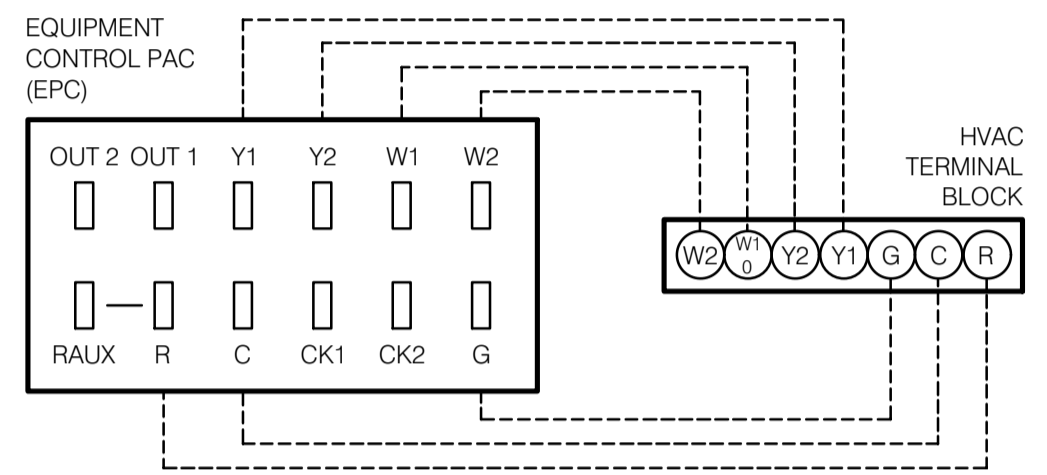 EQUIPMENT
CONTROL PAC
(EPC)
OUT 2 OUT 1 Y1 Y2 W1 W2
RAUX R C CK1 CK2 G
HVAC
TERMINAL
BLOCK
W2 W1 0 Y2 Y1 G C R